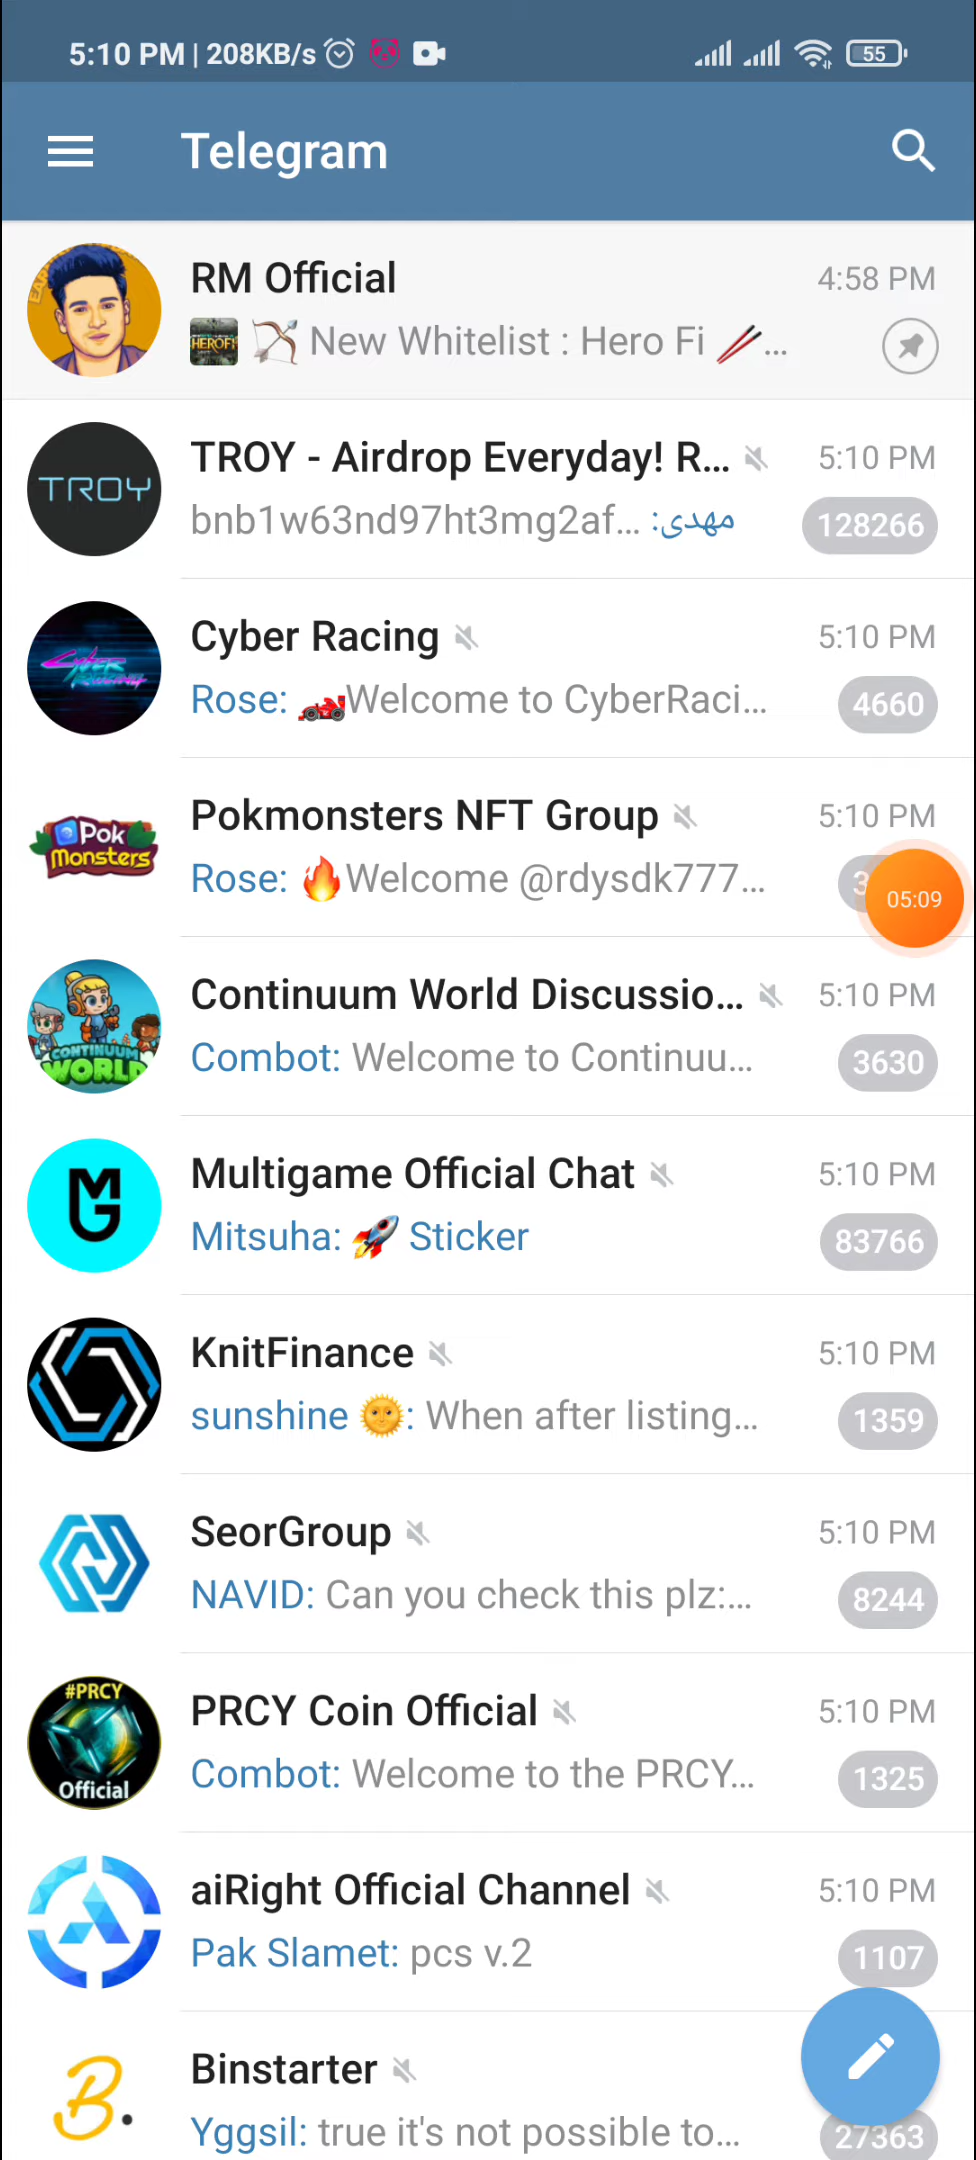 5:10 PM | 208KB/s
55
Telegram
RM Official
4:58 PM
HEROFI
New Whitelist : Hero Fi 🥢...
TROY
TROY - Airdrop Everyday! R...
5:10 PM
bnb1w63nd97ht3mg2af... :مهدی
128266
Cyber Racing
5:10 PM
Rose: 🏎️Welcome to CyberRaci...
4660
Pok Monsters
Pokmonsters NFT Group
5:10 PM
Rose: 🔥Welcome @rdysdk777...
05:09
Continuum World Discussio...
5:10 PM
CONTINUUM
WORLD
Combot: Welcome to Continuu...
3630
MG
Multigame Official Chat
5:10 PM
Mitsuha: 🚀 Sticker
83766
KnitFinance
5:10 PM
sunshine 🌞: When after listing...
1359
SeorGroup
5:10 PM
NAVID: Can you check this plz:...
8244
#PRCY
Official
PRCY Coin Official
5:10 PM
Combot: Welcome to the PRCY...
1325
aiRight Official Channel
5:10 PM
Pak Slamet: pcs v.2
1107
B.
Binstarter
Yggsil: true it's not possible to...
27363